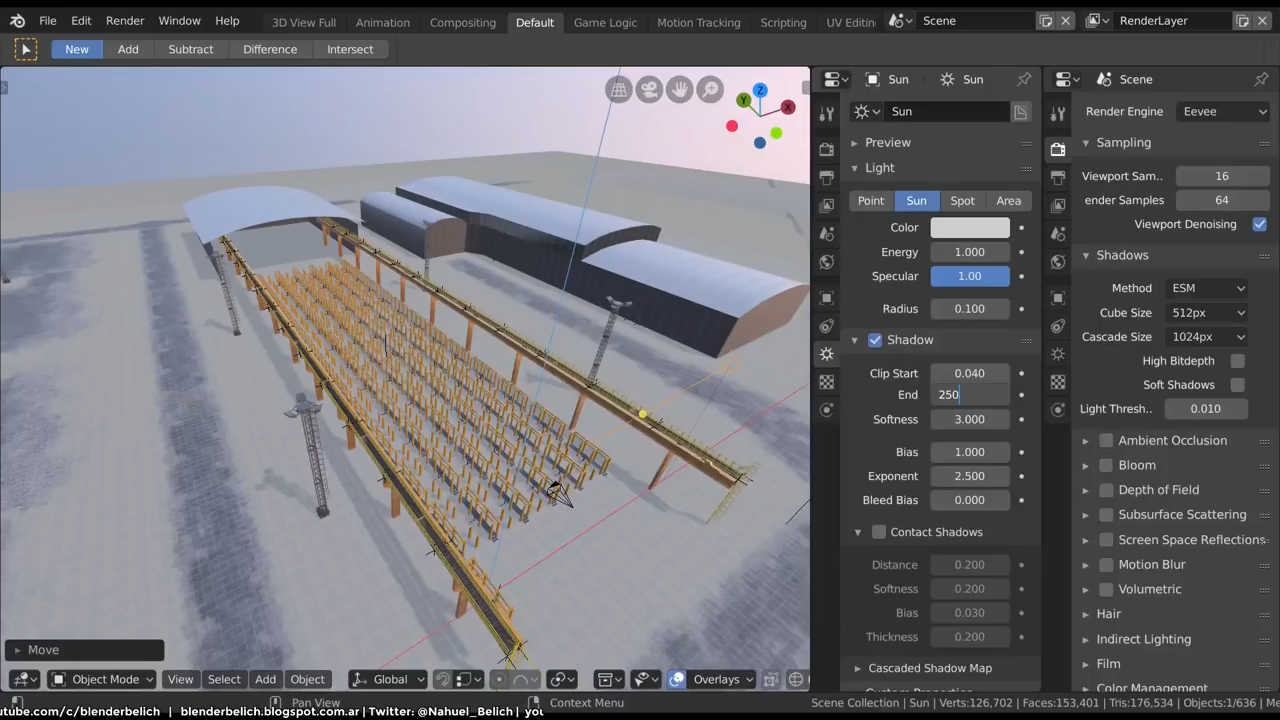 File Edit Render Window Help 3D View Full Animation Compositing Default Game Logic Motion Tracking Scripting UV Editin Scene RenderLayer
New Add Subtract Difference Intersect
Sun Sun
Scene
Sun
Render Engine Eevee
Preview
Sampling
Light
Viewport Sam.. 16
Point Sun Spot Area
ender Samples 64
Color
Viewport Denoising
Energy 1.000
Shadows
Specular 1.00
Method ESM
Radius 0.100
Cube Size 512px
Shadow
Cascade Size 1024px
High Bitdepth
Clip Start 0.040
Soft Shadows
End 250
Light Thresh.. 0.010
Softness 3.000
Ambient Occlusion
Bias 1.000
Bloom
Exponent 2.500
Depth of Field
Bleed Bias 0.000
Subsurface Scattering
Contact Shadows
Screen Space Reflections
Distance 0.200
Motion Blur
Softness 0.200
Volumetric
Bias 0.030
Hair
Thickness 0.200
Indirect Lighting
Cascaded Shadow Map
Film
Custom Properties
Color Management
X Y Z
Move
Object Mode View Select Add Object Global Overlays
Pan View Context Menu Scene Collection | Sun | Verts:126,702 | Faces:153,401 | Tris:176,534 | Objects:1/636 | M
utube.com/c/blenderbelich | blenderbelich.blogspot.com.ar | Twitter: @Nahuel_Belich | you